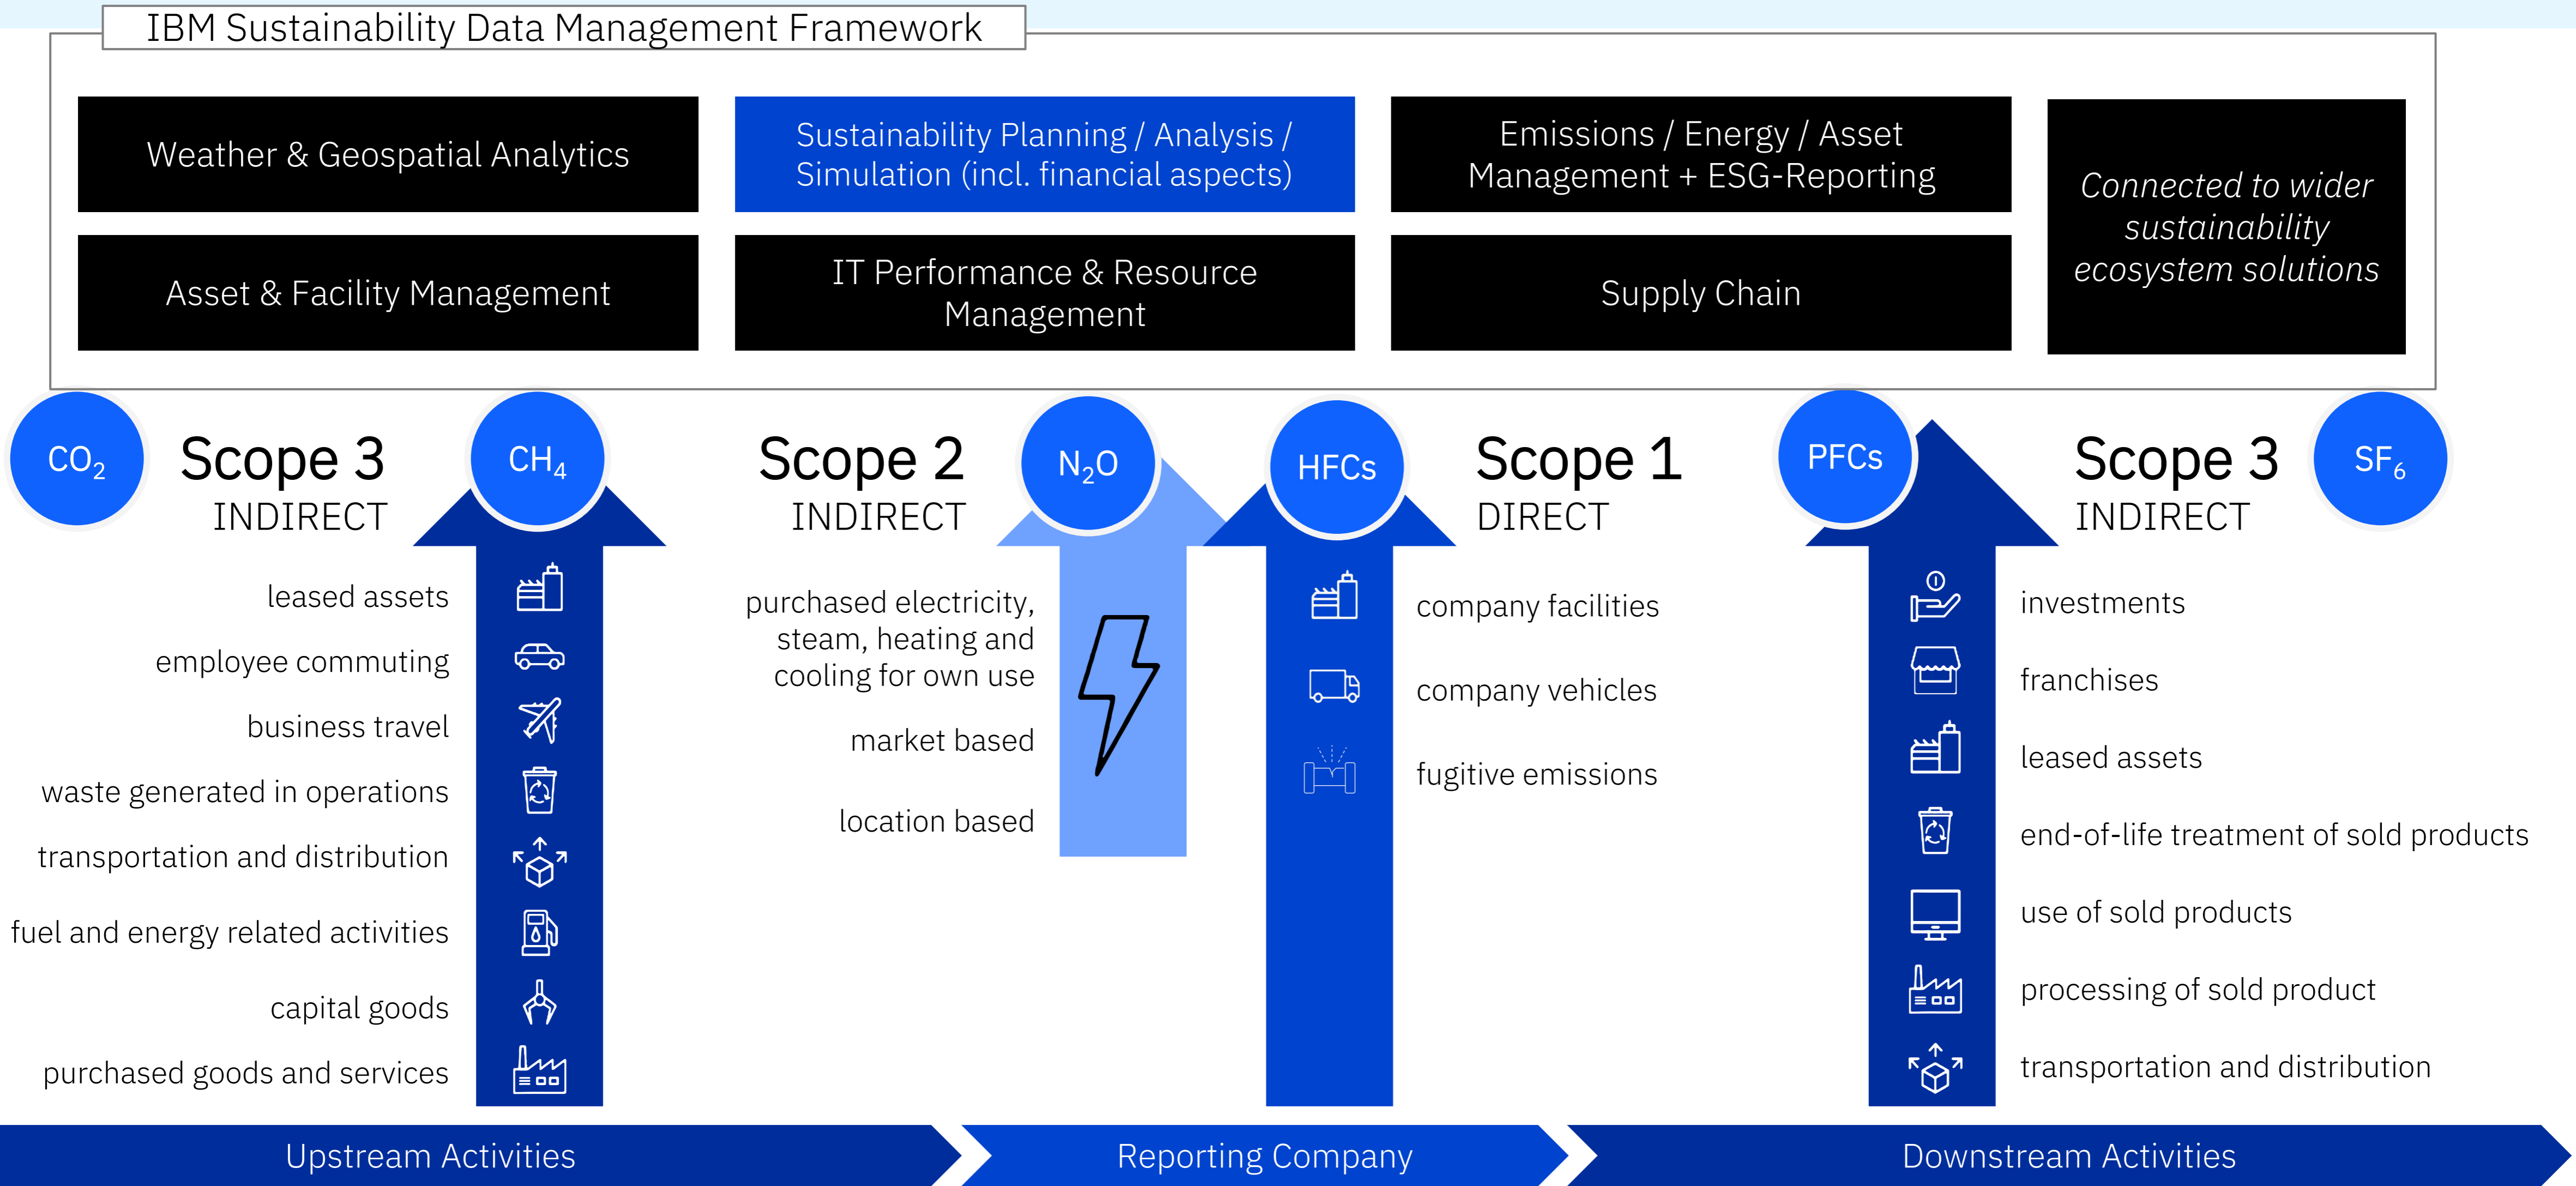 IBM Sustainability Data Management Framework
Weather & Geospatial Analytics
Sustainability Planning / Analysis /
Simulation (incl. financial aspects)
Emissions / Energy / Asset
Management + ESG-Reporting
Connected to wider
sustainability
ecosystem solutions
Asset & Facility Management
IT Performance & Resource
Management
Supply Chain
CO₂
Scope 3
INDIRECT
CH₄
leased assets
employee commuting
business travel
waste generated in operations
transportation and distribution
fuel and energy related activities
capital goods
purchased goods and services
Scope 2
INDIRECT
N₂O
purchased electricity,
steam, heating and
cooling for own use
market based
location based
HFCs
Scope 1
DIRECT
company facilities
company vehicles
fugitive emissions
PFCs
Scope 3
INDIRECT
SF₆
investments
franchises
leased assets
end-of-life treatment of sold products
use of sold products
processing of sold product
transportation and distribution
Upstream Activities
Reporting Company
Downstream Activities